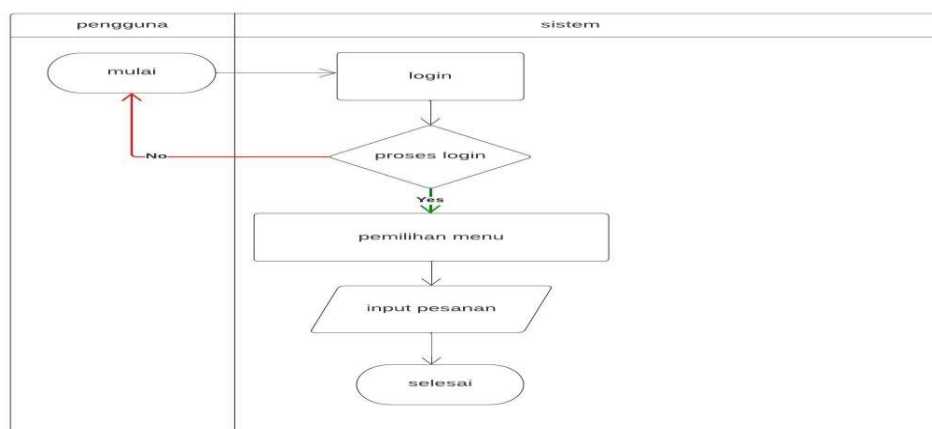 pengguna
sistem
mulai
login
proses login
No
Yes
pemilihan menu
input pesanan
selesai